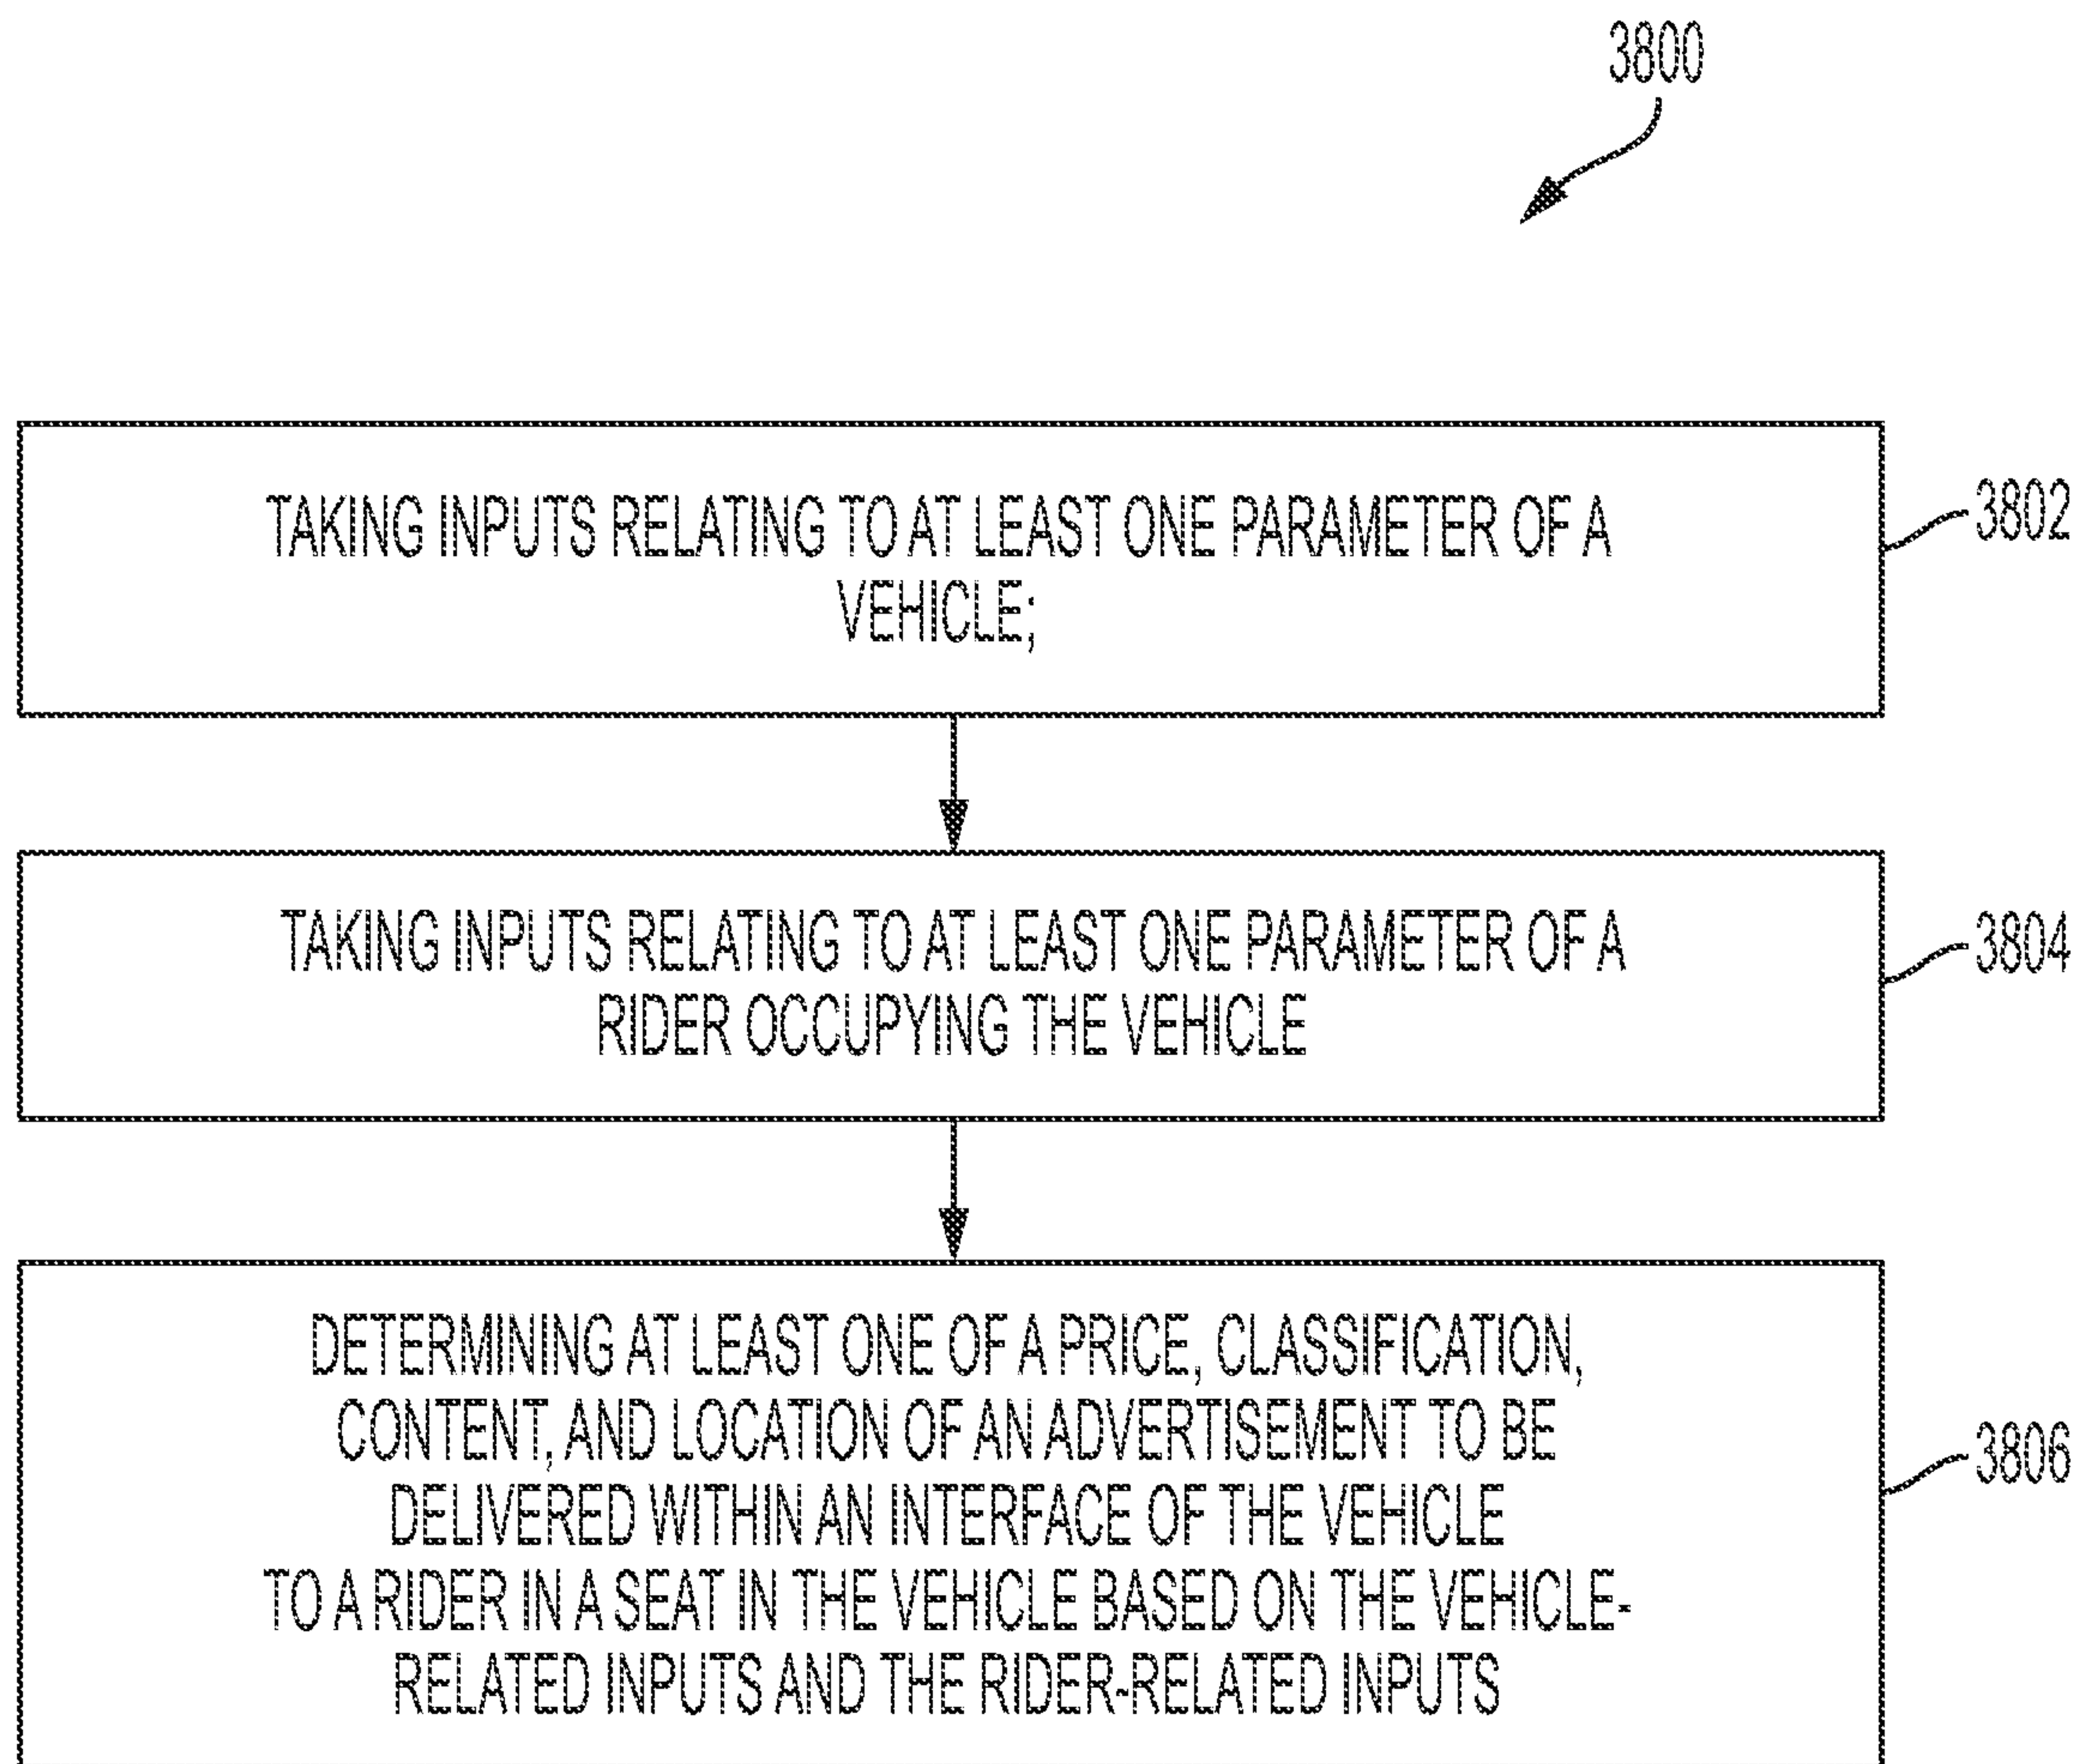 3800
TAKING INPUTS RELATING TO AT LEAST ONE PARAMETER OF A
VEHICLE;
3802
TAKING INPUTS RELATING TO AT LEAST ONE PARAMETER OF A
RIDER OCCUPYING THE VEHICLE
3804
DETERMINING AT LEAST ONE OF A PRICE, CLASSIFICATION,
CONTENT, AND LOCATION OF AN ADVERTISEMENT TO BE
DELIVERED WITHIN AN INTERFACE OF THE VEHICLE
TO A RIDER IN A SEAT IN THE VEHICLE BASED ON THE VEHICLE-
RELATED INPUTS AND THE RIDER-RELATED INPUTS
3806